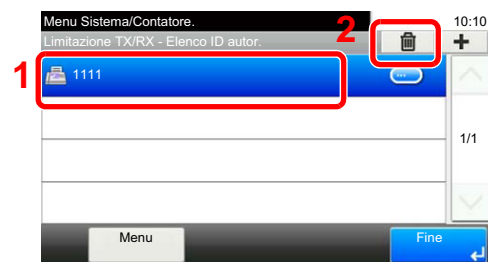 Menu Sistema/Contatore.
10:10
Limitazione TX/RX - Elenco ID autor.
2
1
1111
1/1
Menu
Fine